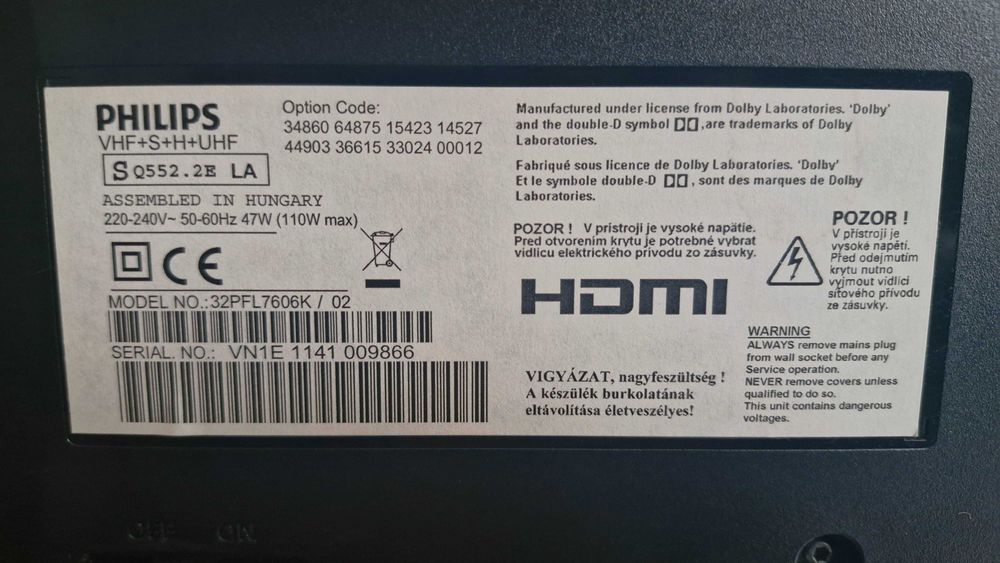 PHILIPS
VHF+S+H+UHF
S Q552.2E LA
ASSEMBLED IN HUNGARY
220-240V~ 50-60Hz 47W (110W max)
CE
MODEL NO.:32PFL7606K / 02
SERIAL. NO.: VN1E 1141 009866
Option Code:
34860 64875 15423 14527
44903 36615 33024 00012
Manufactured under license from Dolby Laboratories. 'Dolby'
and the double-D symbol ,are trademarks of Dolby
Laboratories.
Fabriqué sous licence de Dolby Laboratories. 'Dolby'
Et le symbole double-D , sont des marques de Dolby
Laboratories.
POZOR ! V prístroji je vysoké napätie.
Pred otvorením krytu je potrebné vybrat
vidlicu elektrického prívodu zo zásuvky.
POZOR !
V přístroji je
vysoké napětí.
Před odejmutím
krytu nutno
vyjmout vidlici
síťového přívodu
ze zásuvky.
HDMI
VIGYÁZAT, nagyfeszültség !
A készülék burkolatának
eltávolítása életveszélyes!
WARNING
ALWAYS remove mains plug
from wall socket before any
Service operation.
NEVER remove covers unless
qualified to do so.
This unit contains dangerous
voltages.
OFF ON